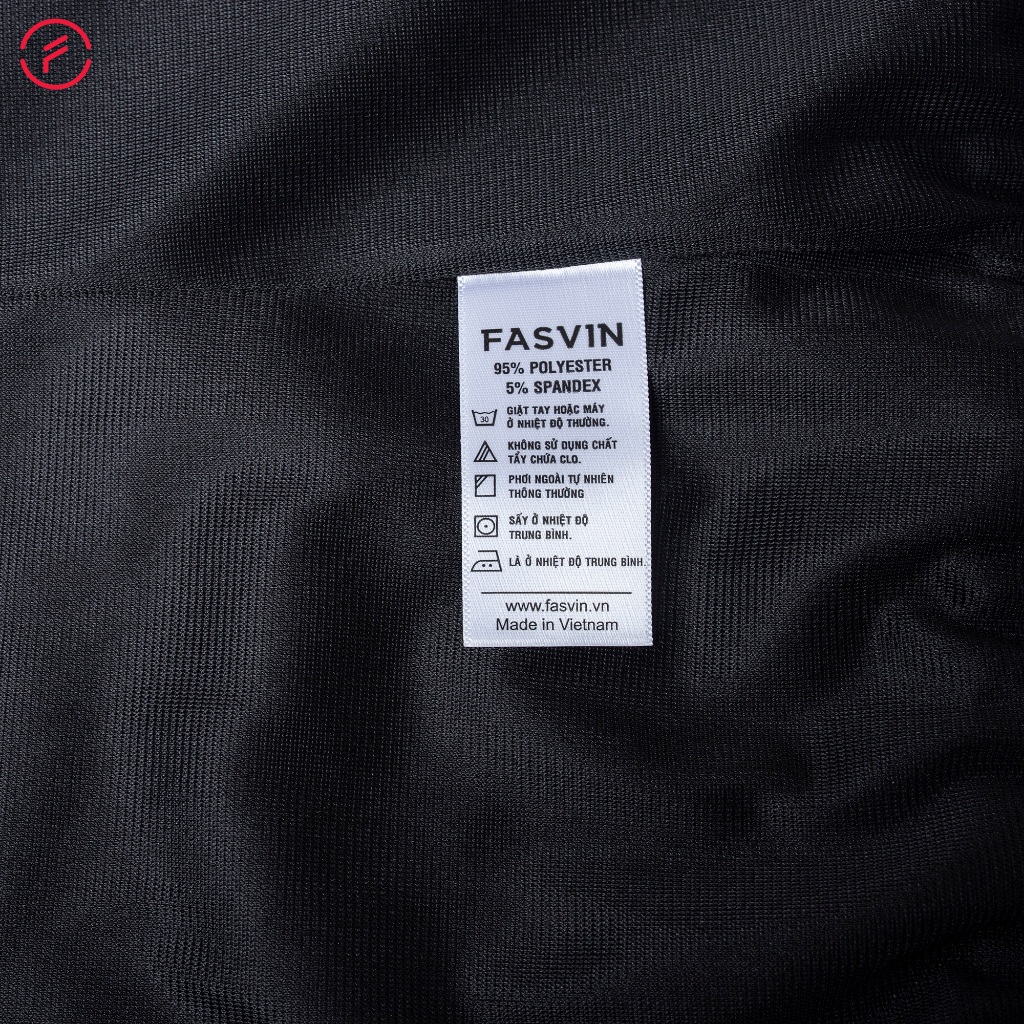 FASVIN
95% POLYESTER
5% SPANDEX
30
GIẶT TAY HOẶC MÁY
Ở NHIỆT ĐỘ THƯỜNG.
KHÔNG SỬ DỤNG CHẤT
TẨY CHỨA CLO.
PHƠI NGOÀI TỰ NHIÊN
THÔNG THƯỜNG
SẤY Ở NHIỆT ĐỘ
TRUNG BÌNH.
LÀ Ở NHIỆT ĐỘ TRUNG BÌNH.
www.fasvin.vn
Made in Vietnam